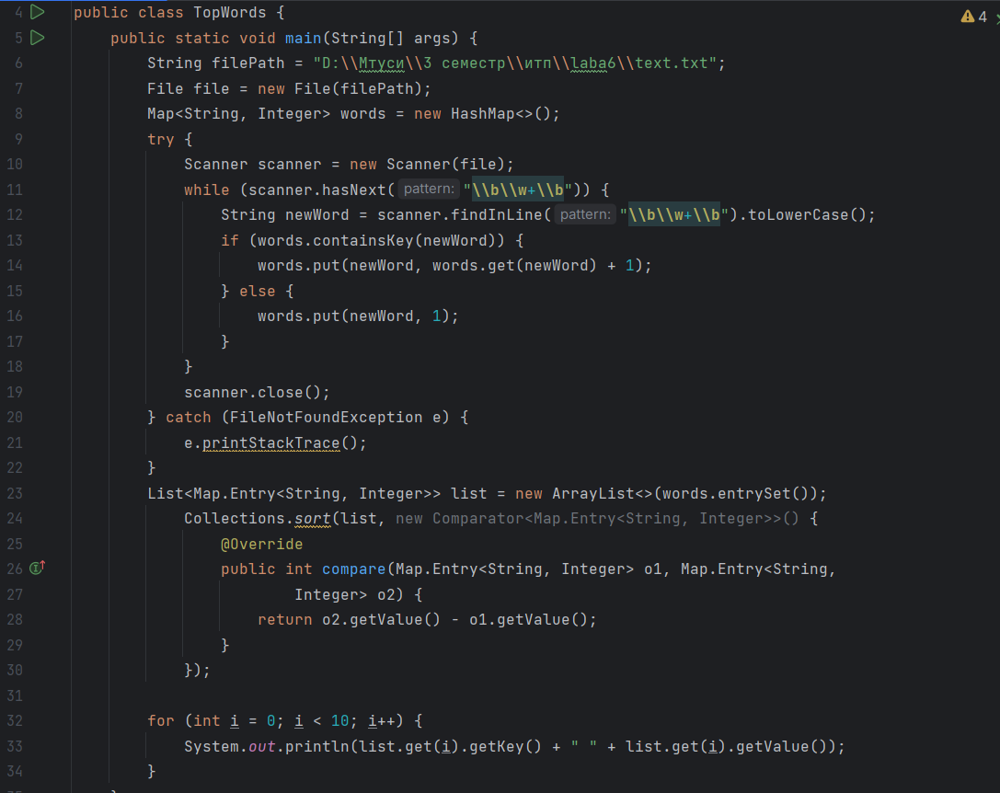 4 public class TopWords {
5 public static void main(String[] args) {
6 String filePath = "D:\\Мтуси\\3 семестр\\итп\\laba6\\text.txt";
7 File file = new File(filePath);
8 Map<String, Integer> words = new HashMap<>();
9 try {
10 Scanner scanner = new Scanner(file);
11 while (scanner.hasNext( pattern: "\\b\\w+\\b")) {
12 String newWord = scanner.findInLine( pattern: "\\b\\w+\\b").toLowerCase();
13 if (words.containsKey(newWord)) {
14 words.put(newWord, words.get(newWord) + 1);
15 } else {
16 words.put(newWord, 1);
17 }
18 }
19 scanner.close();
20 } catch (FileNotFoundException e) {
21 e.printStackTrace();
22 }
23 List<Map.Entry<String, Integer>> list = new ArrayList<>(words.entrySet());
24 Collections.sort(list, new Comparator<Map.Entry<String, Integer>>() {
25 @Override
26 public int compare(Map.Entry<String, Integer> o1, Map.Entry<String,
27 Integer> o2) {
28 return o2.getValue() - o1.getValue();
29 }
30 });
31
32 for (int i = 0; i < 10; i++) {
33 System.out.println(list.get(i).getKey() + " " + list.get(i).getValue());
34 }
4